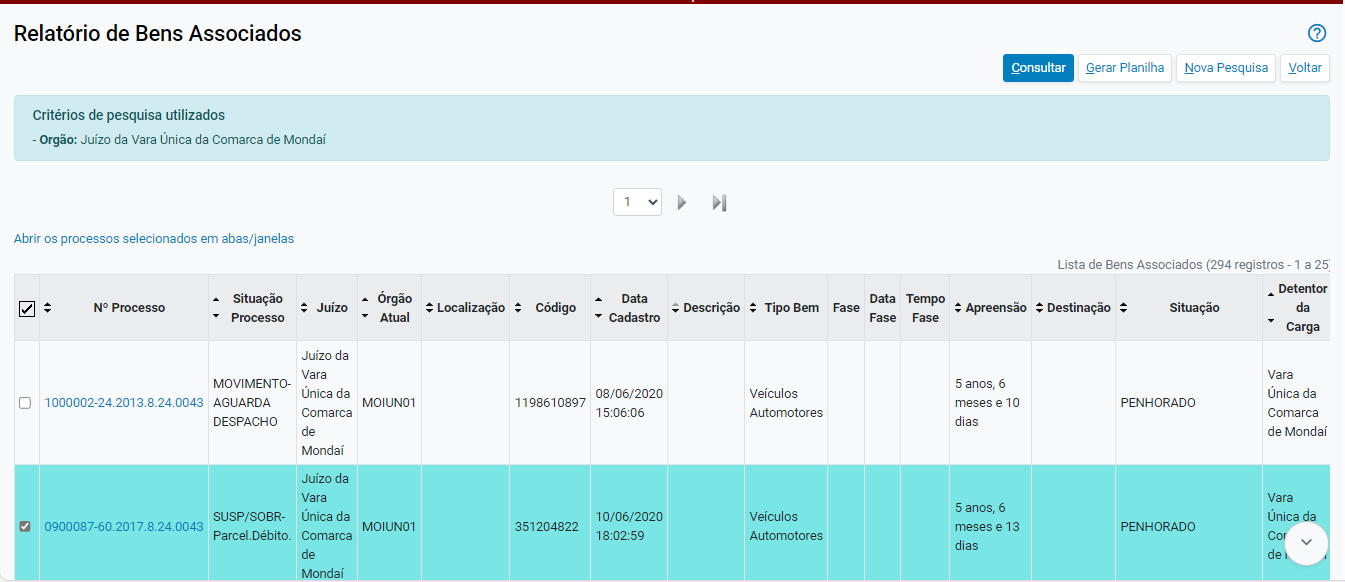 Relatório de Bens Associados
Consultar Gerar Planilha Nova Pesquisa Voltar
Critérios de pesquisa utilizados
- Orgão: Juízo da Vara Única da Comarca de Mondaí
1
Abrir os processos selecionados em abas/janelas
Lista de Bens Associados (294 registros - 1 a 25)
Nº Processo
Situação
Processo
Juízo
Órgão
Atual
Localização
Código
Data
Cadastro
Descrição
Tipo Bem
Fase
Data
Fase
Tempo
Fase
Apreensão
Destinação
Situação
Detentor
da
Carga
1000002-24.2013.8.24.0043
MOVIMENTO-
AGUARDA
DESPACHO
Juízo da
Vara
Única da
Comarca
de
Mondaí
MOIUN01
1198610897
08/06/2020
15:06:06
Veículos
Automotores
5 anos, 6
meses e 10
dias
PENHORADO
Vara
Única da
Comarca
de Mondaí
0900087-60.2017.8.24.0043
SUSP/SOBR-
Parcel.Débito.
Juízo da
Vara
Única da
Comarca
de
Mondaí
MOIUN01
351204822
10/06/2020
18:02:59
Veículos
Automotores
5 anos, 6
meses e 13
dias
PENHORADO
Vara
Única da
de